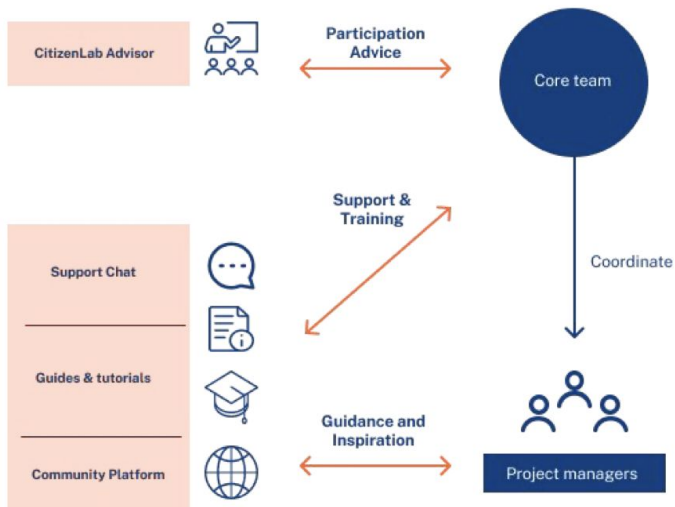 CitizenLab Advisor
Participation
Advice
Core team
Support &
Training
Support Chat
Coordinate
Guides & tutorials
Guidance and
Inspiration
Community Platform
Project managers